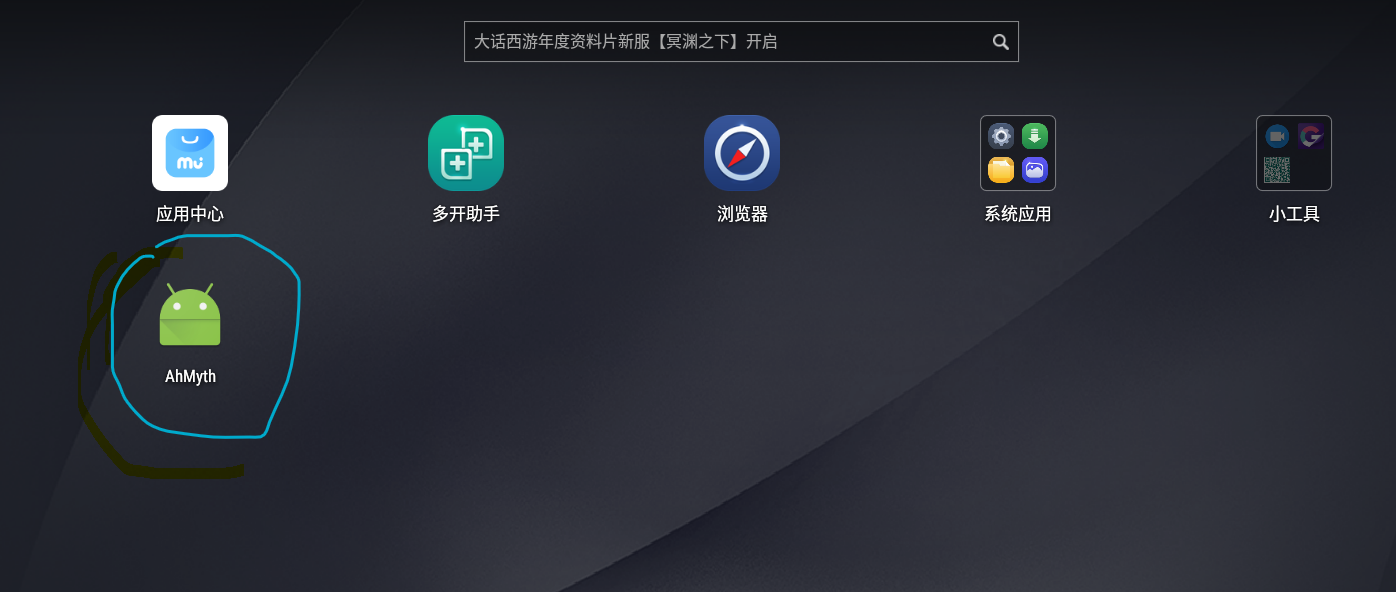 大话西游年度资料片新服【冥渊之下】开启
mu
应用中心
多开助手
浏览器
系统应用
小工具
AhMyth